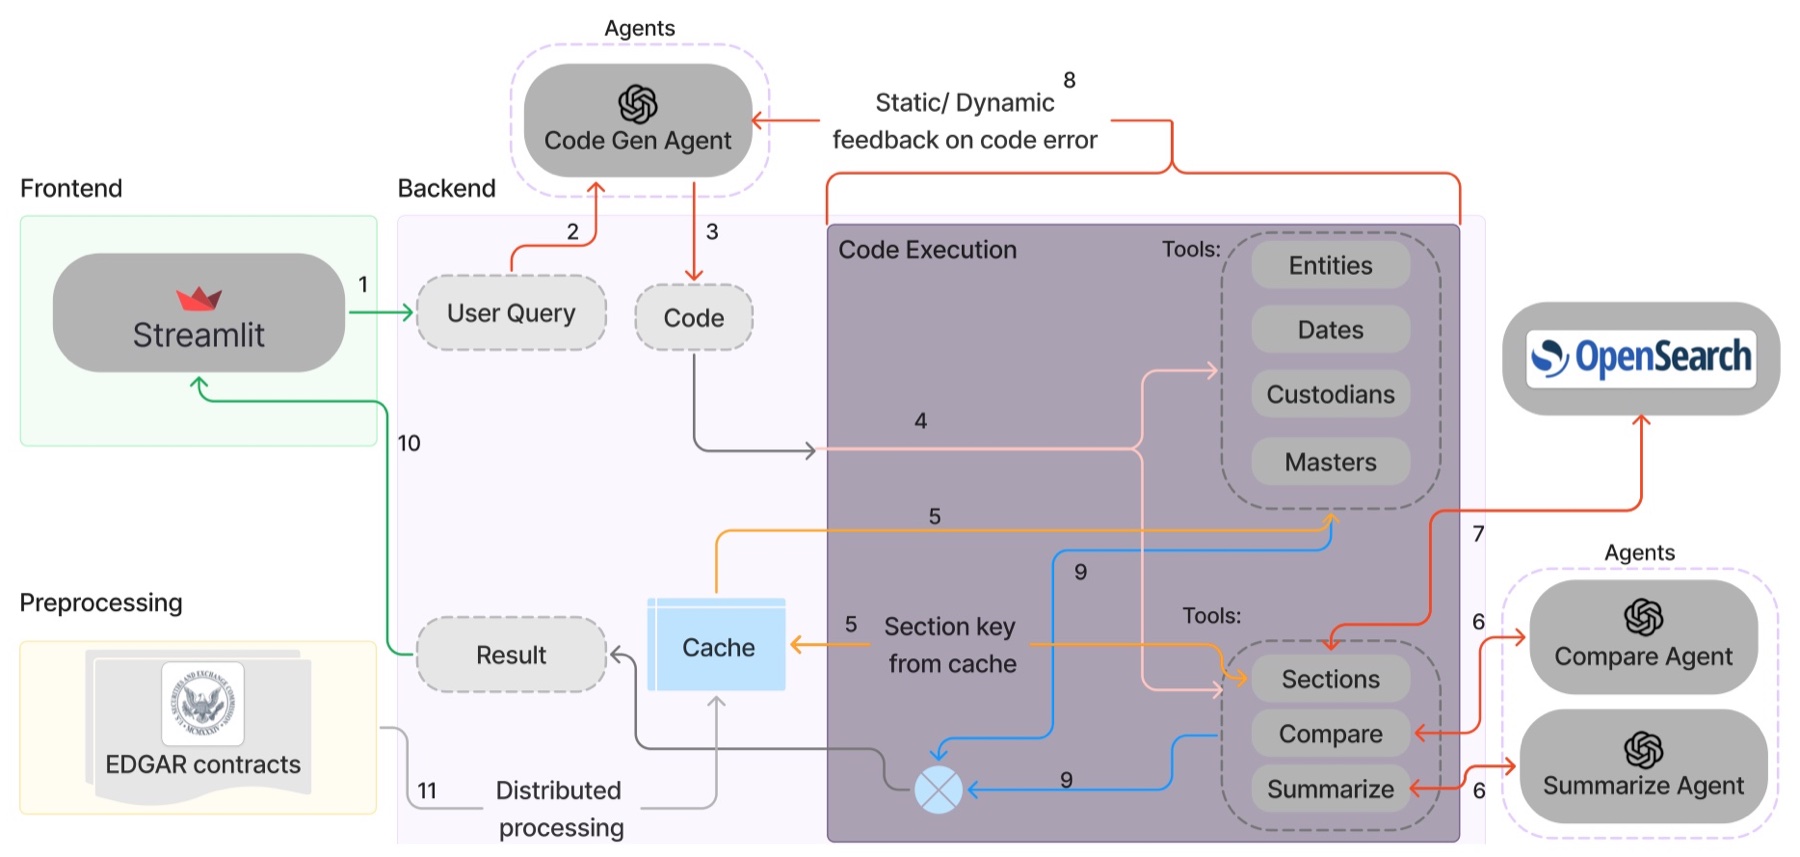 Agents
8
Static/ Dynamic
feedback on code error
Code Gen Agent
Frontend
Backend
2
3
Code Execution
Tools:
Entities
1
Streamlit
User Query
Code
Dates
OpenSearch
Custodians
4
10
Masters
5
7
9
Agents
Preprocessing
Tools:
5
Section key
from cache
6
Compare Agent
Result
Cache
Sections
Compare
EDGAR contracts
11
Distributed
processing
9
Summarize
6
Summarize Agent